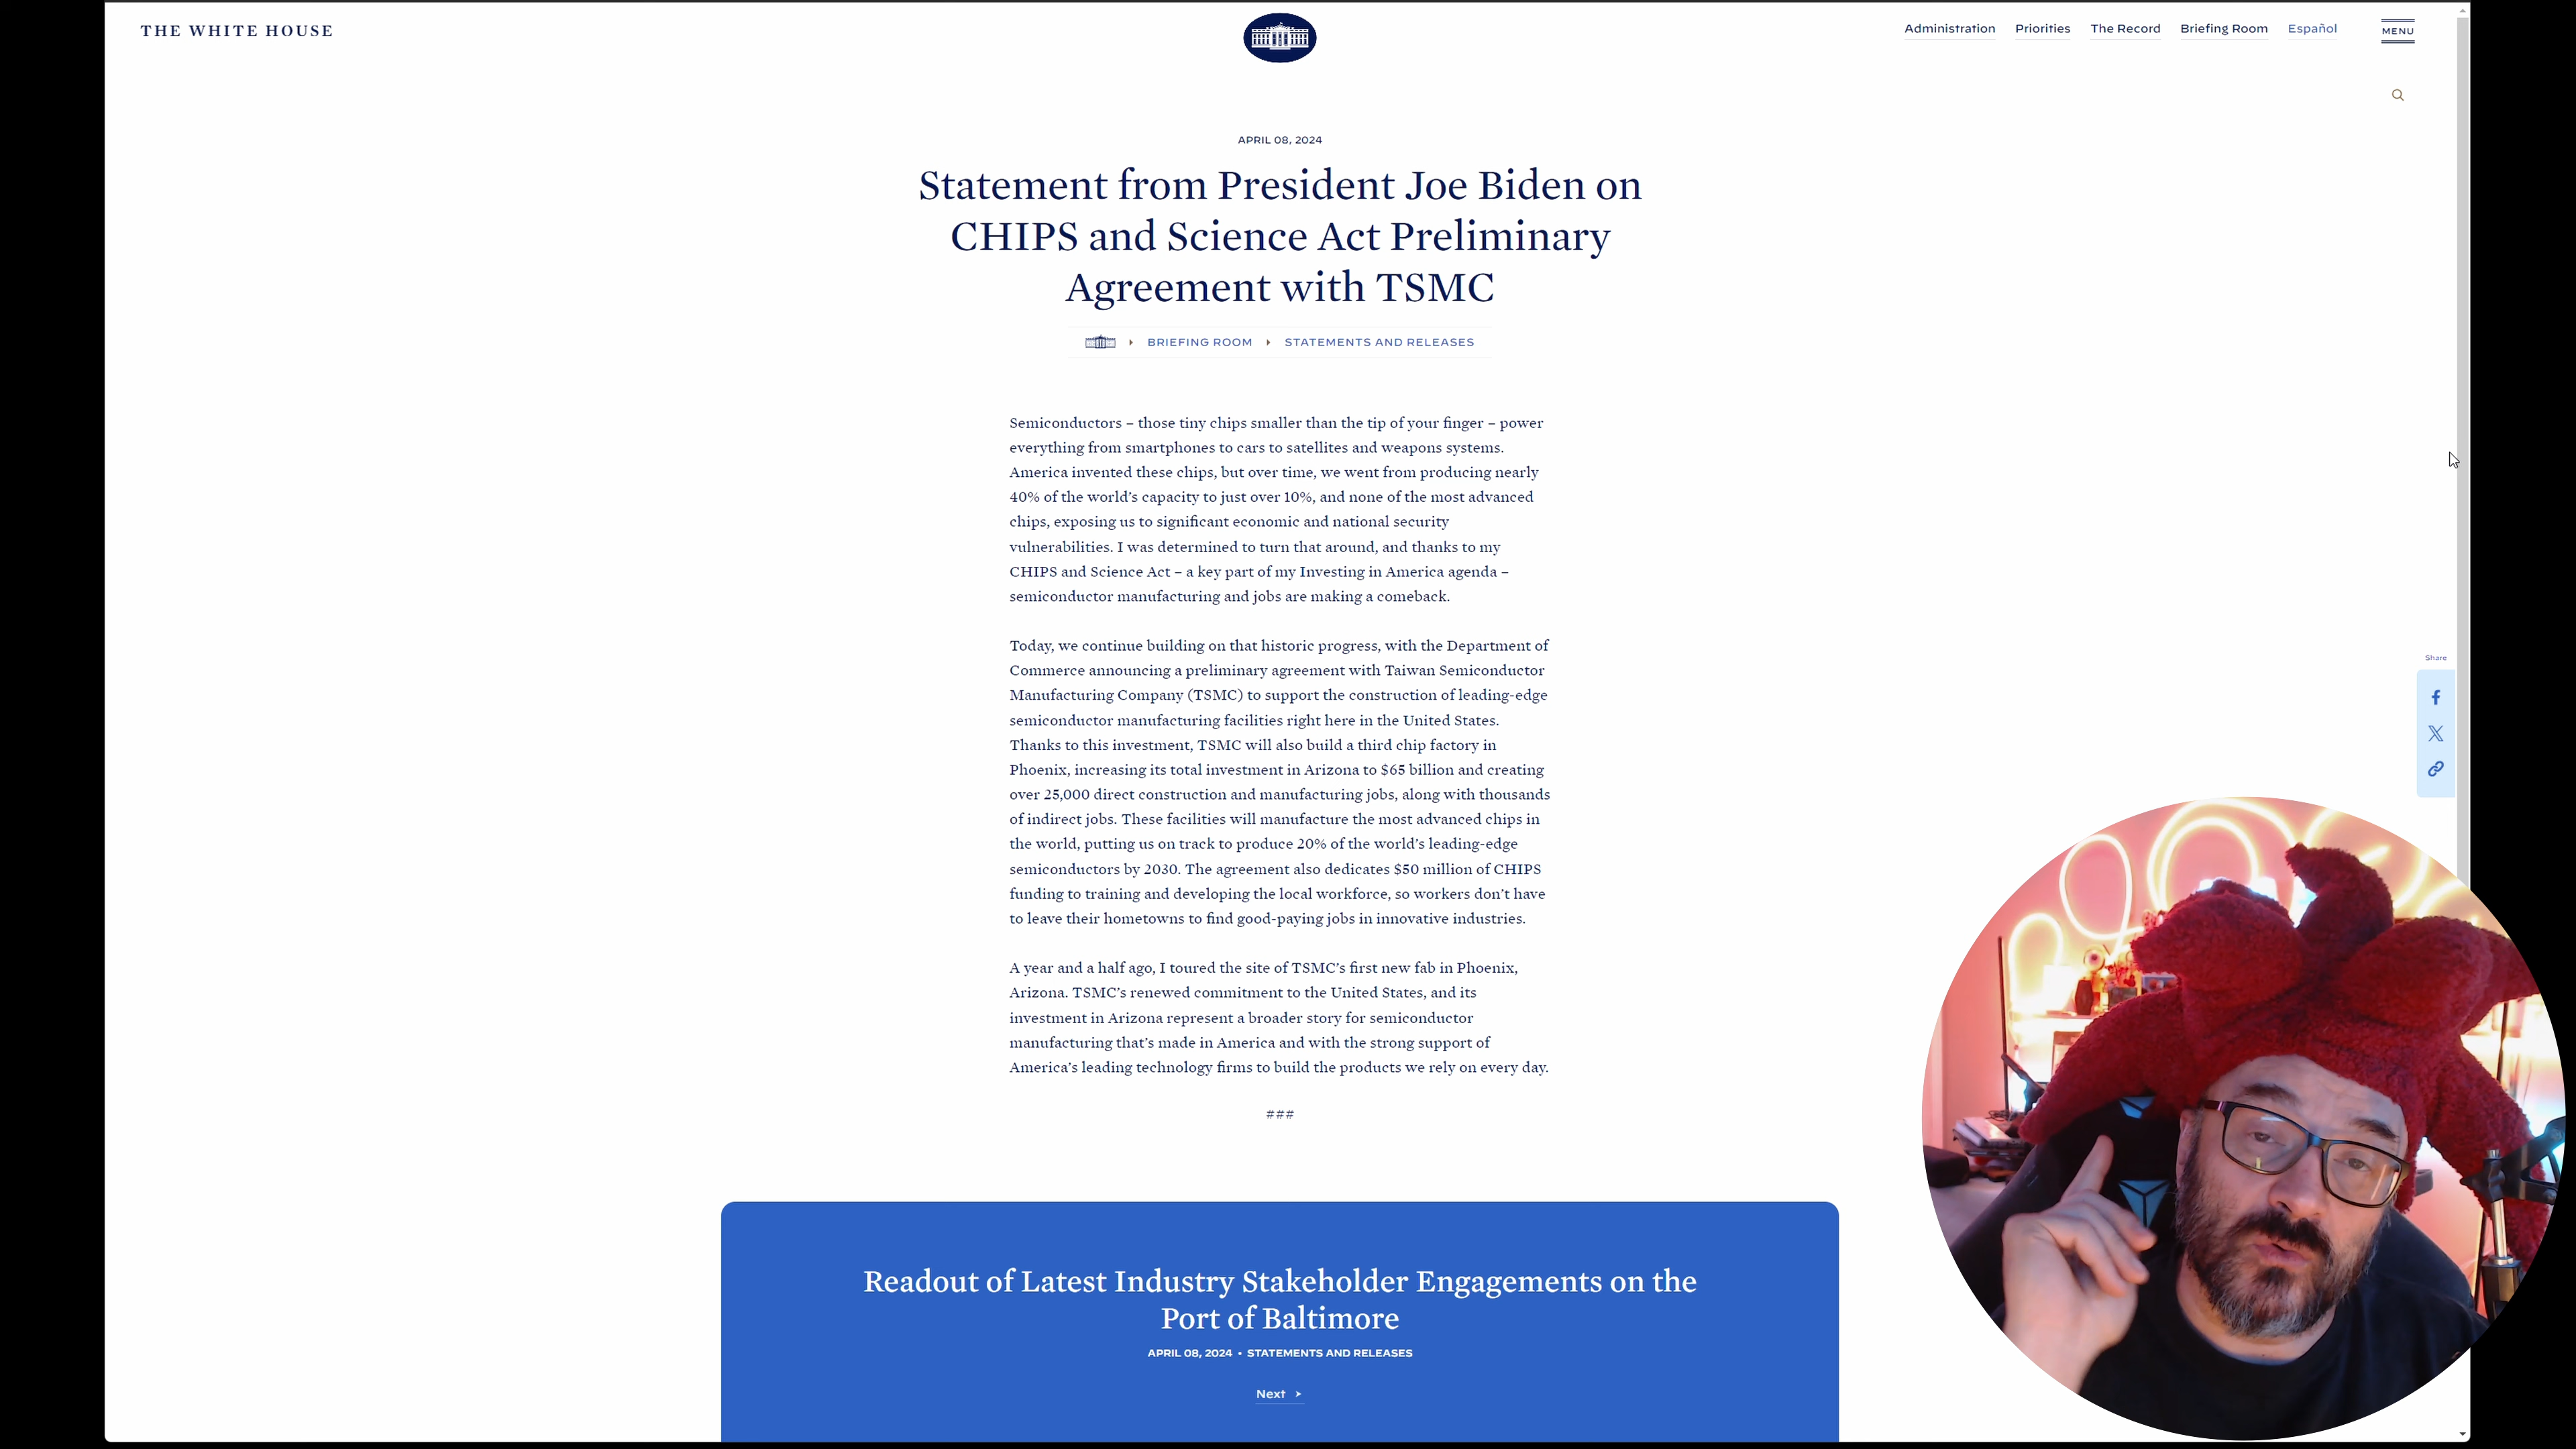 THE WHITE HOUSE
Administration
Priorities
The Record
Briefing Room
Español
MENU
APRIL 08, 2024
Statement from President Joe Biden on
CHIPS and Science Act Preliminary
Agreement with TSMC
BRIEFING ROOM
STATEMENTS AND RELEASES
Semiconductors – those tiny chips smaller than the tip of your finger – power
everything from smartphones to cars to satellites and weapons systems.
America invented these chips, but over time, we went from producing nearly
40% of the world’s capacity to just over 10%, and none of the most advanced
chips, exposing us to significant economic and national security
vulnerabilities. I was determined to turn that around, and thanks to my
CHIPS and Science Act – a key part of my Investing in America agenda –
semiconductor manufacturing and jobs are making a comeback.
Today, we continue building on that historic progress, with the Department of
Commerce announcing a preliminary agreement with Taiwan Semiconductor
Manufacturing Company (TSMC) to support the construction of leading-edge
semiconductor manufacturing facilities right here in the United States.
Thanks to this investment, TSMC will also build a third chip factory in
Phoenix, increasing its total investment in Arizona to $65 billion and creating
over 25,000 direct construction and manufacturing jobs, along with thousands
of indirect jobs. These facilities will manufacture the most advanced chips in
the world, putting us on track to produce 20% of the world’s leading-edge
semiconductors by 2030. The agreement also dedicates $50 million of CHIPS
funding to training and developing the local workforce, so workers don’t have
to leave their hometowns to find good-paying jobs in innovative industries.
A year and a half ago, I toured the site of TSMC’s first new fab in Phoenix,
Arizona. TSMC’s renewed commitment to the United States, and its
investment in Arizona represent a broader story for semiconductor
manufacturing that’s made in America and with the strong support of
America’s leading technology firms to build the products we rely on every day.
###
Share
Readout of Latest Industry Stakeholder Engagements on the
Port of Baltimore
APRIL 08, 2024 • STATEMENTS AND RELEASES
Next